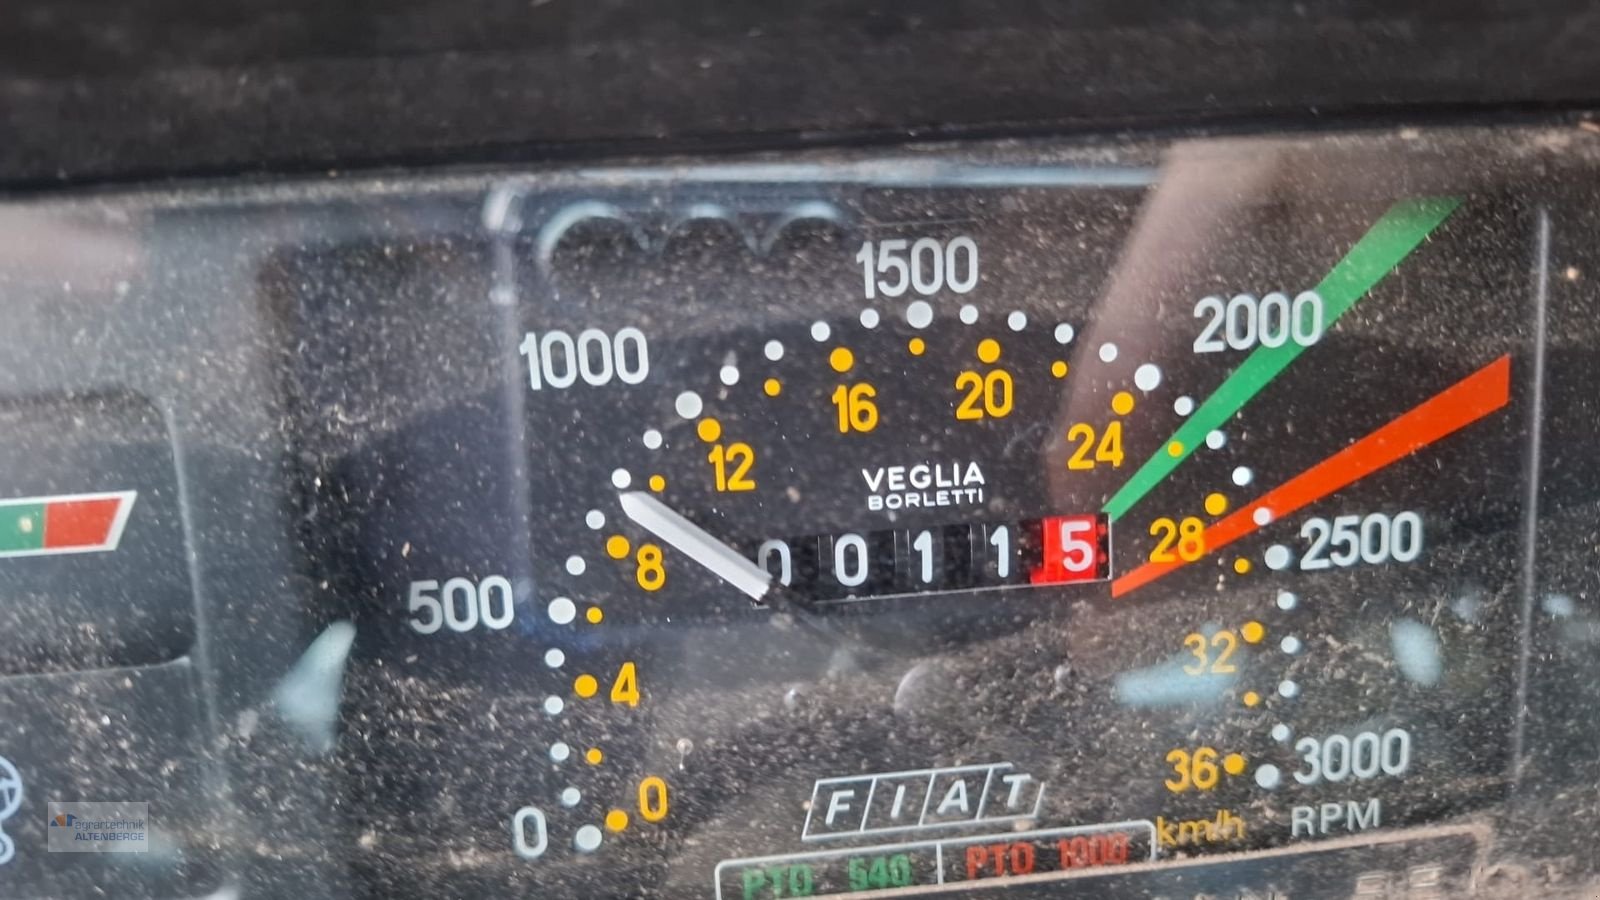 1500
2000
1000
16
20
24
12
VEGLIA
BORLETTI
8
0 0 1 1 5
28
2500
500
4
32
36
3000
0
0
FIAT
km/h
RPM
PTO 540
PTO 1000
agrartechnik
ALTENBERGE